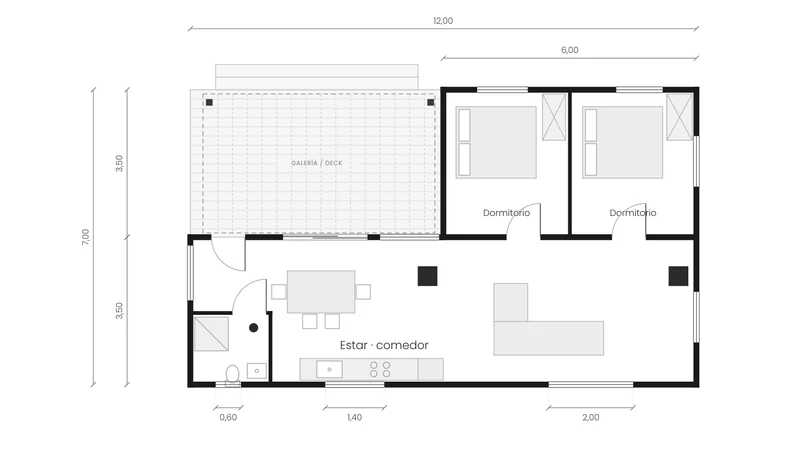 12,00
6,00
GALERÍA / DECK
3,50
7,00
Dormitorio
Dormitorio
3,50
Estar · comedor
0,60
1,40
2,00